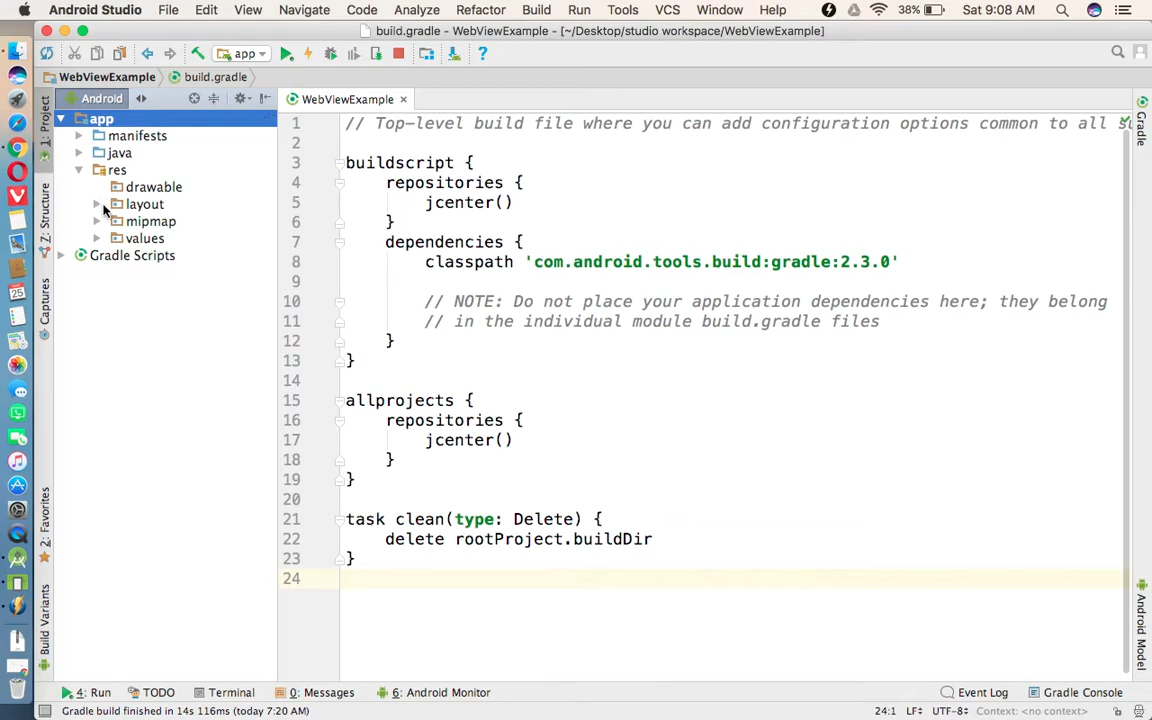 Android Studio File Edit View Navigate Code Analyze Refactor Build Run Tools VCS Window Help 38% Sat 9:08 AM
build.gradle - WebViewExample - [~/Desktop/studio workspace/WebViewExample]
app
WebViewExample build.gradle
Android
WebViewExample
1: Project
Z: Structure
Captures
2: Favorites
Build Variants
app
manifests
java
res
drawable
layout
mipmap
values
Gradle Scripts
1 // Top-level build file where you can add configuration options common to all s
2
3 buildscript {
4 repositories {
5 jcenter()
6 }
7 dependencies {
8 classpath 'com.android.tools.build:gradle:2.3.0'
9
10 // NOTE: Do not place your application dependencies here; they belong
11 // in the individual module build.gradle files
12 }
13 }
14
15 allprojects {
16 repositories {
17 jcenter()
18 }
19 }
20
21 task clean(type: Delete) {
22 delete rootProject.buildDir
23 }
24
Gradle
Android Model
4: Run TODO Terminal 0: Messages 6: Android Monitor Event Log Gradle Console
Gradle build finished in 14s 116ms (today 7:20 AM) 24:1 LF UTF-8 Context: <no context>